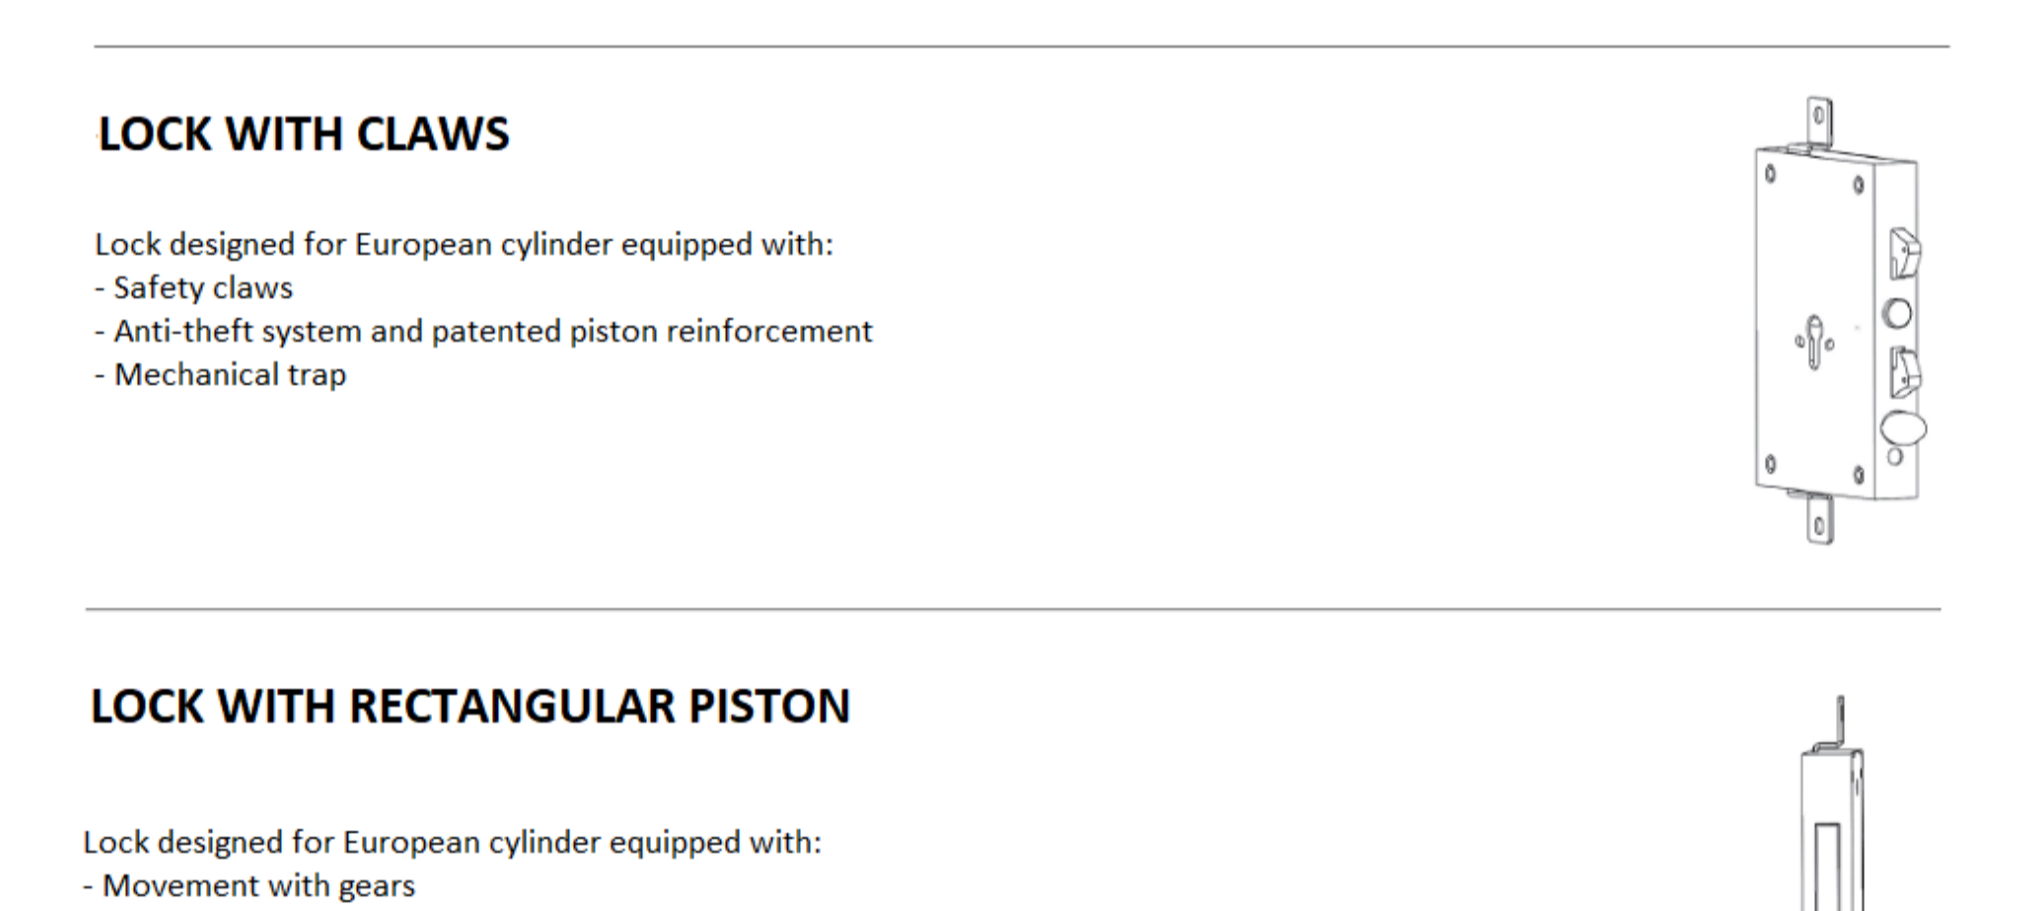 LOCK WITH CLAWS
Lock designed for European cylinder equipped with:
- Safety claws
- Anti-theft system and patented piston reinforcement
- Mechanical trap
LOCK WITH RECTANGULAR PISTON
Lock designed for European cylinder equipped with:
- Movement with gears